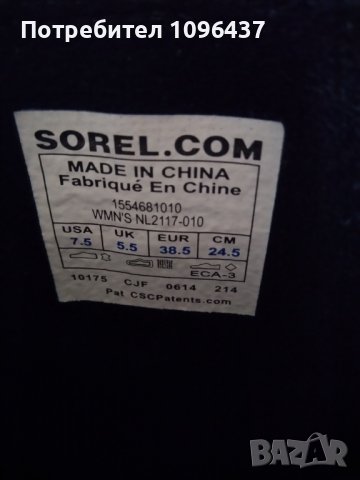 Потребител 1096437
SOREL.COM
MADE IN CHINA
Fabriqué En Chine
1554681010
WMN'S NL2117-010
USA UK EUR CM
7.5 5.5 38.5 24.5
ECA-3
10175 CJF 0614 214
Pat CSCPatents.com
BAZAR